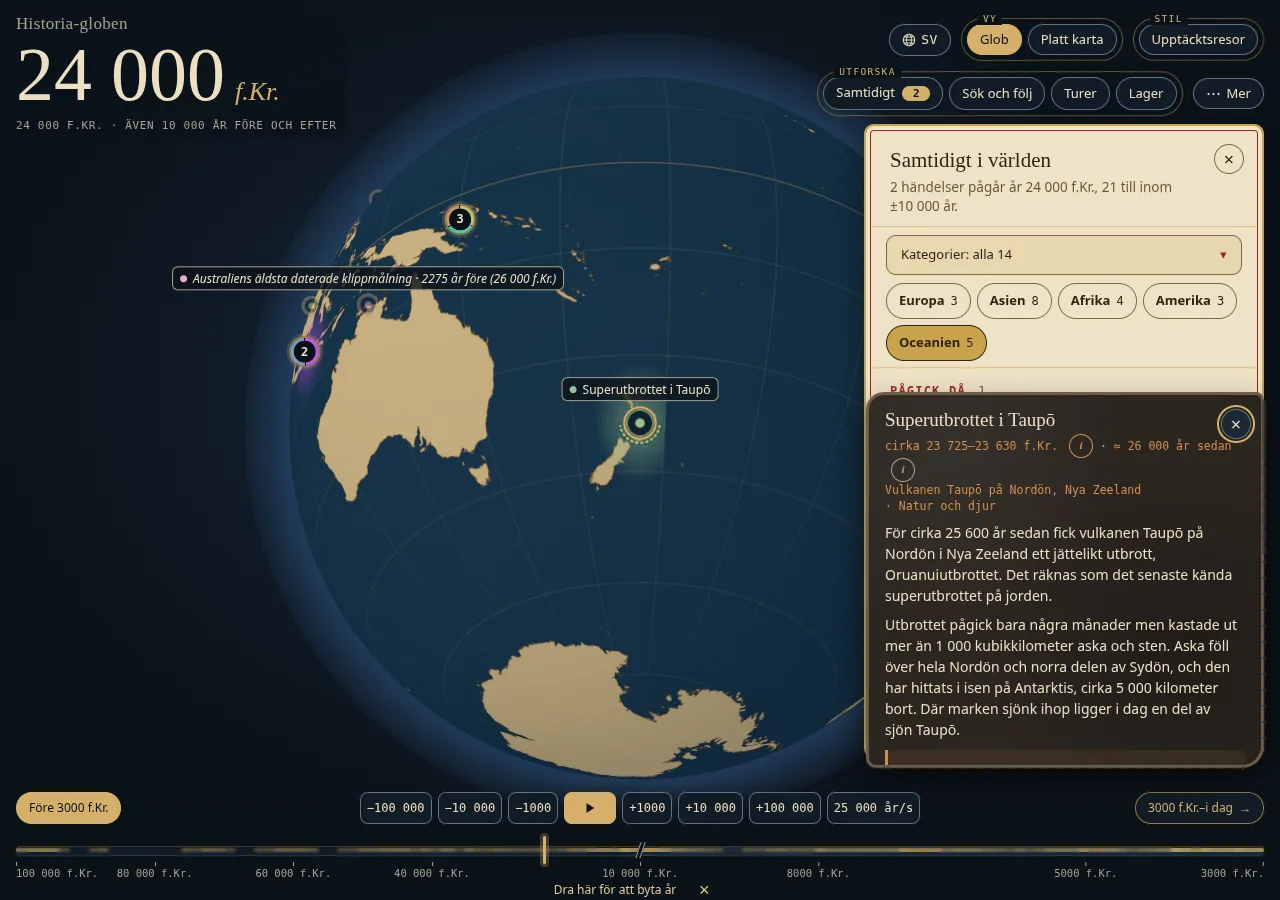 Historia-globen
24 000 f.Kr.
24 000 F.KR. · ÄVEN 10 000 ÅR FÖRE OCH EFTER
SV
VY
Glob
Platt karta
STIL
Upptäcktsresor
UTFORSKA
Samtidigt 2
Sök och följ
Turer
Lager
··· Mer
Samtidigt i världen
×
2 händelser pågår år 24 000 f.Kr., 21 till inom
±10 000 år.
Kategorier: alla 14 ▾
Europa 3
Asien 8
Afrika 4
Amerika 3
Oceanien 5
PÅGICK DÅ 1
3
Australiens äldsta daterade klippmålning · 2275 år före (26 000 f.Kr.)
2
Superutbrottet i Taupō
Superutbrottet i Taupō
×
cirka 23 725–23 630 f.Kr. i · ≈ 26 000 år sedan
i
Vulkanen Taupō på Nordön, Nya Zeeland
· Natur och djur
För cirka 25 600 år sedan fick vulkanen Taupō på
Nordön i Nya Zeeland ett jättelikt utbrott,
Oruanuiutbrottet. Det räknas som det senaste kända
superutbrottet på jorden.
Utbrottet pågick bara några månader men kastade ut
mer än 1 000 kubikkilometer aska och sten. Aska föll
över hela Nordön och norra delen av Sydön, och den
har hittats i isen på Antarktis, cirka 5 000 kilometer
bort. Där marken sjönk ihop ligger i dag en del av
sjön Taupō.
Före 3000 f.Kr.
−100 000
−10 000
−1000
+1000
+10 000
+100 000
25 000 år/s
3000 f.Kr.–i dag →
100 000 f.Kr.
80 000 f.Kr.
60 000 f.Kr.
40 000 f.Kr.
10 000 f.Kr.
8000 f.Kr.
5000 f.Kr.
3000 f.Kr.
Dra här för att byta år ×